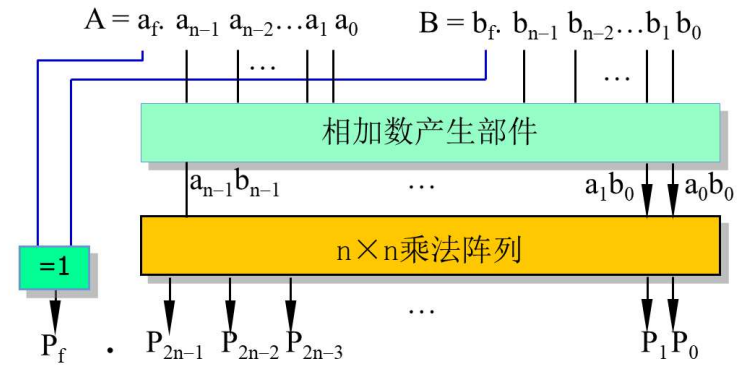 A = a_f. a_{n–1} a_{n–2}…a_1 a_0 B = b_f. b_{n–1} b_{n–2}…b_1 b_0
… …
相加数产生部件
a_{n–1}b_{n–1} … a_1b_0 a_0b_0
n×n乘法阵列
=1
…
P_f . P_{2n–1} P_{2n–2} P_{2n–3} P_1 P_0